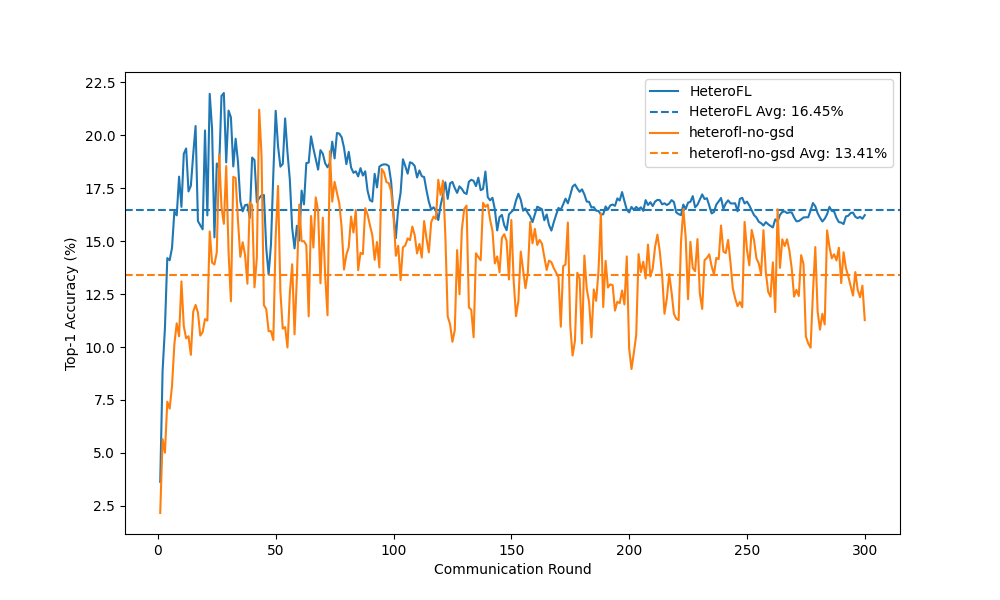 22.5
20.0
17.5
15.0
12.5
10.0
7.5
5.0
2.5
Top-1 Accuracy (%)
HeteroFL
HeteroFL Avg: 16.45%
heterofl-no-gsd
heterofl-no-gsd Avg: 13.41%
0 50 100 150 200 250 300
Communication Round